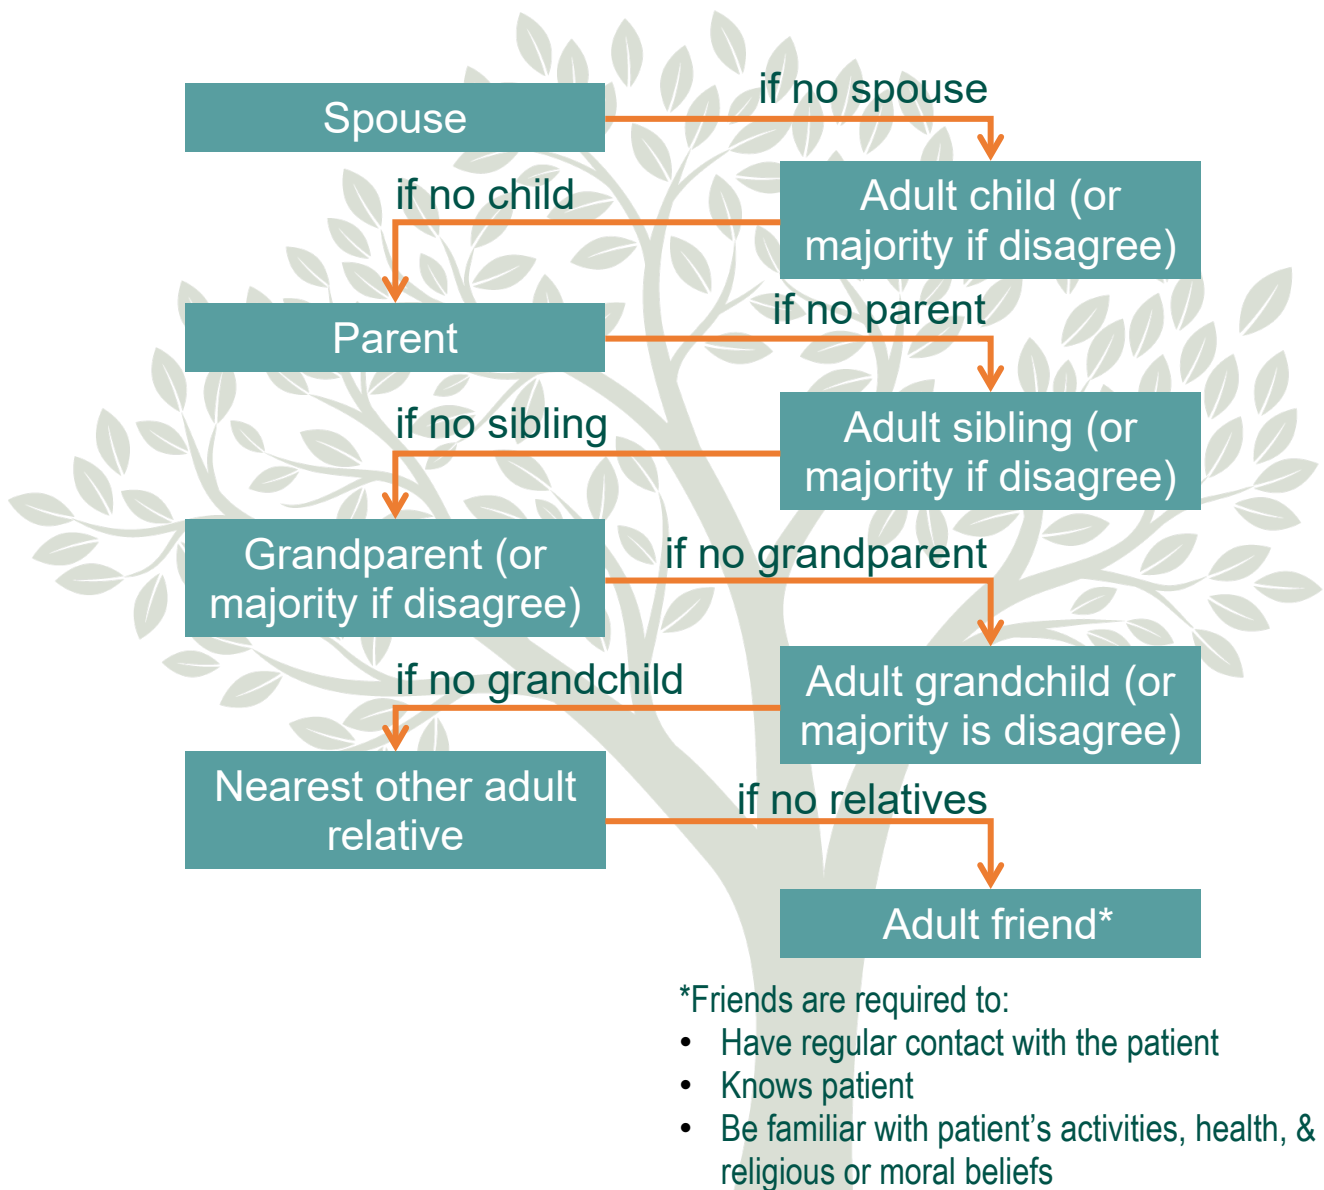 Spouse
if no spouse
Adult child (or
majority if disagree)
if no child
Parent
if no parent
Adult sibling (or
majority if disagree)
if no sibling
Grandparent (or
majority if disagree)
if no grandparent
Adult grandchild (or
majority is disagree)
if no grandchild
Nearest other adult
relative
if no relatives
Adult friend*
*Friends are required to:
• Have regular contact with the patient
• Knows patient
• Be familiar with patient’s activities, health, &
religious or moral beliefs